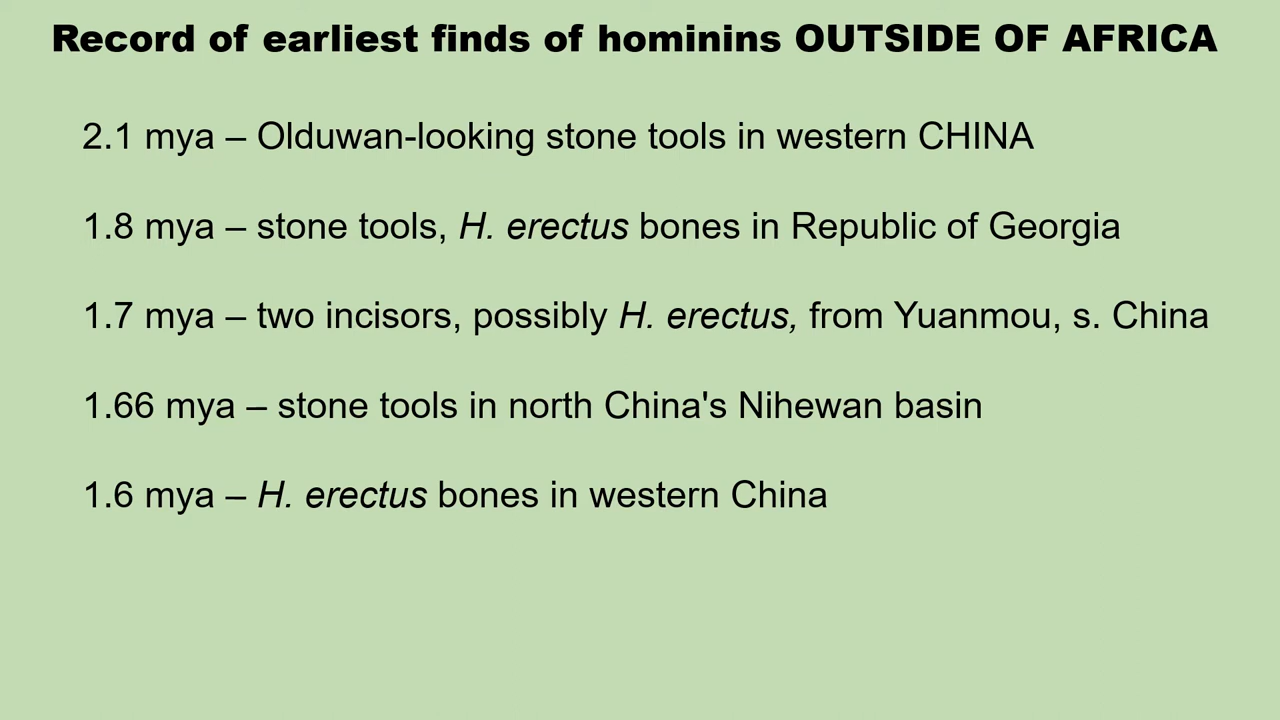 Record of earliest finds of hominins OUTSIDE OF AFRICA
2.1 mya – Olduwan-looking stone tools in western CHINA
1.8 mya – stone tools, H. erectus bones in Republic of Georgia
1.7 mya – two incisors, possibly H. erectus, from Yuanmou, s. China
1.66 mya – stone tools in north China's Nihewan basin
1.6 mya – H. erectus bones in western China